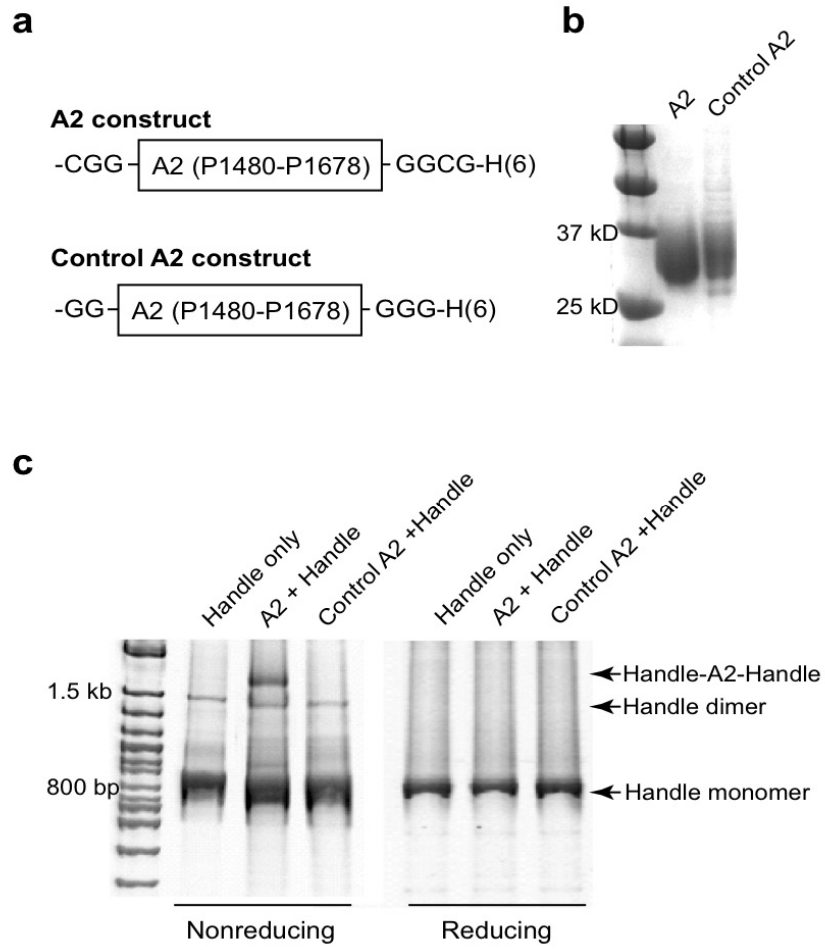 a
A2 construct
-CGG A2 (P1480-P1678) GGCG-H(6)
Control A2 construct
-GG A2 (P1480-P1678) GGG-H(6)
b
A2
Control A2
37 kD
25 kD
c
Handle only
A2 + Handle
Control A2 +Handle
Handle only
A2 + Handle
Control A2 +Handle
1.5 kb
800 bp
Handle-A2-Handle
Handle dimer
Handle monomer
Nonreducing
Reducing